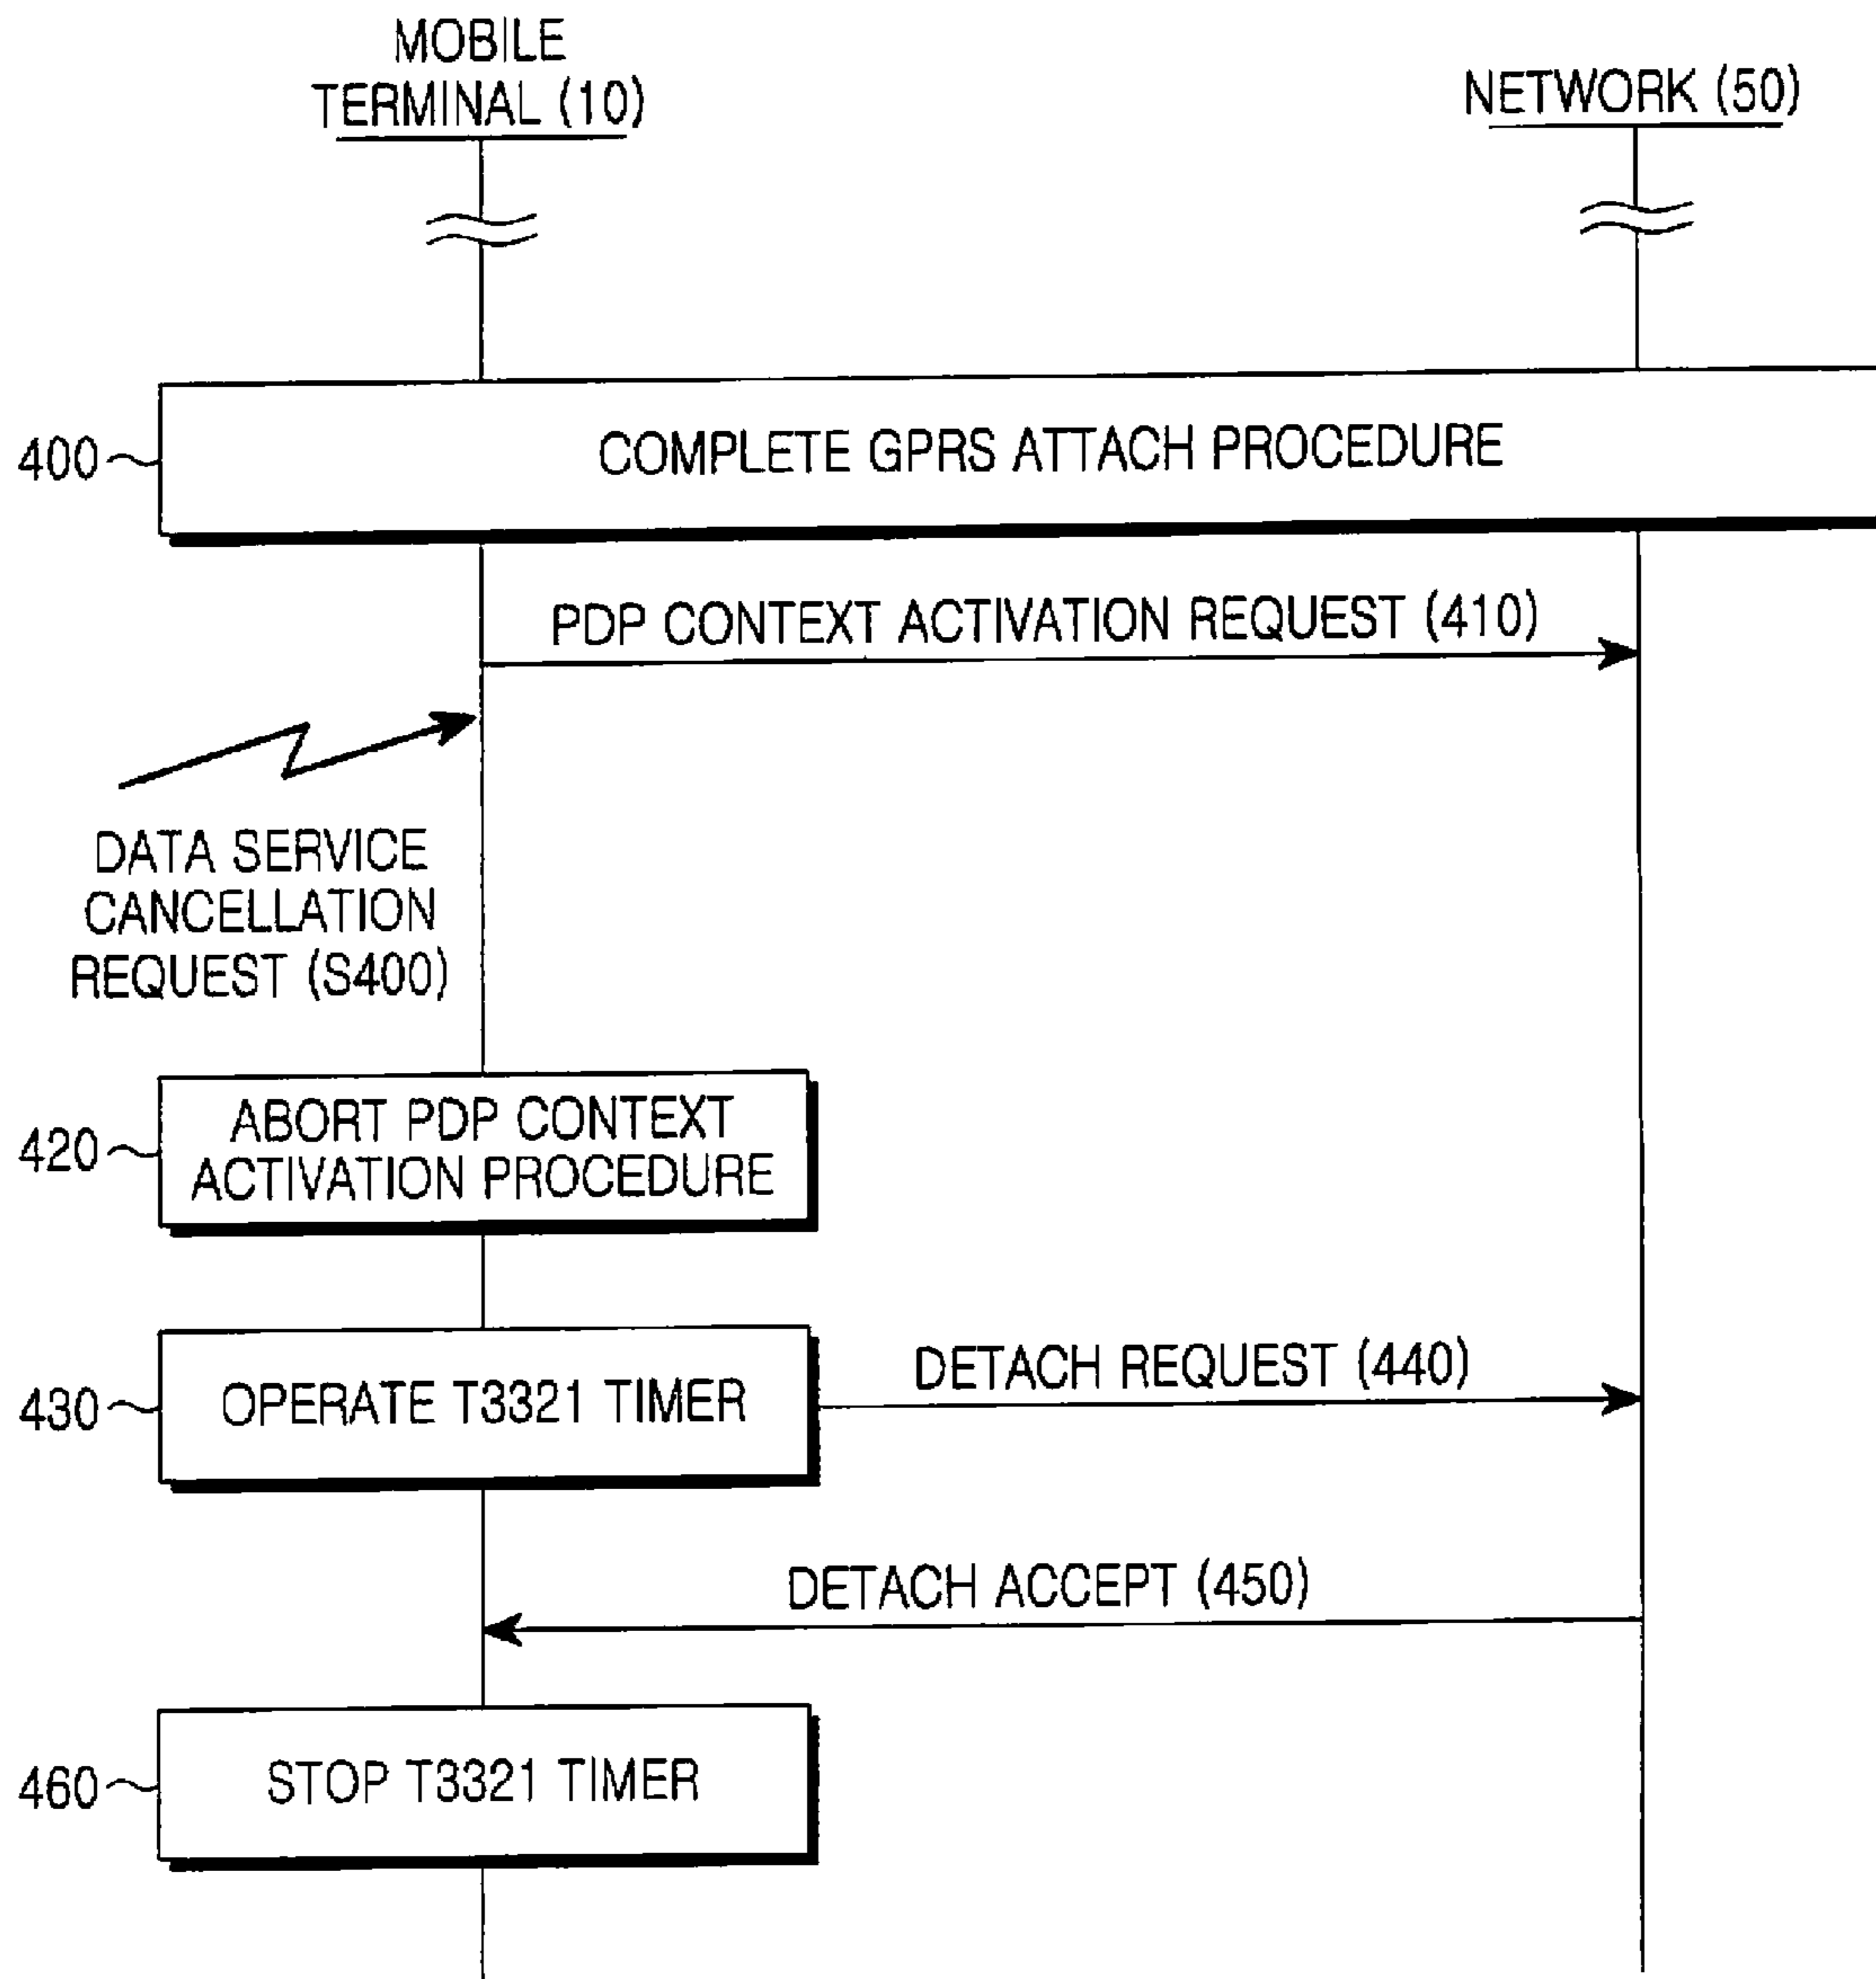 MOBILE
TERMINAL (10)
NETWORK (50)
400
COMPLETE GPRS ATTACH PROCEDURE
PDP CONTEXT ACTIVATION REQUEST (410)
DATA SERVICE
CANCELLATION
REQUEST (S400)
420
ABORT PDP CONTEXT
ACTIVATION PROCEDURE
430
OPERATE T3321 TIMER
DETACH REQUEST (440)
DETACH ACCEPT (450)
460
STOP T3321 TIMER